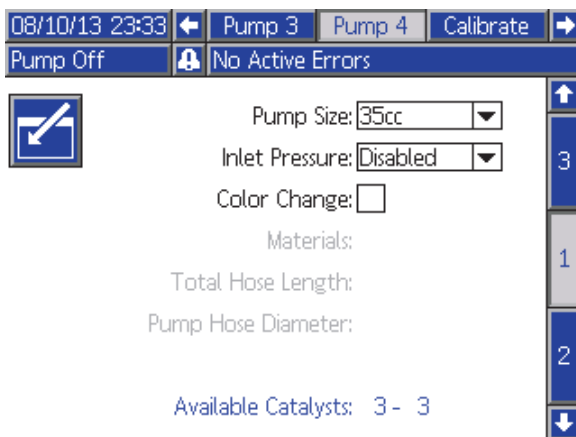 08/10/13 23:33 Pump 3 Pump 4 Calibrate
Pump Off No Active Errors
Pump Size: 35cc
3
Inlet Pressure: Disabled
Color Change:
Materials:
1
Total Hose Length:
Pump Hose Diameter:
2
Available Catalysts: 3 - 3